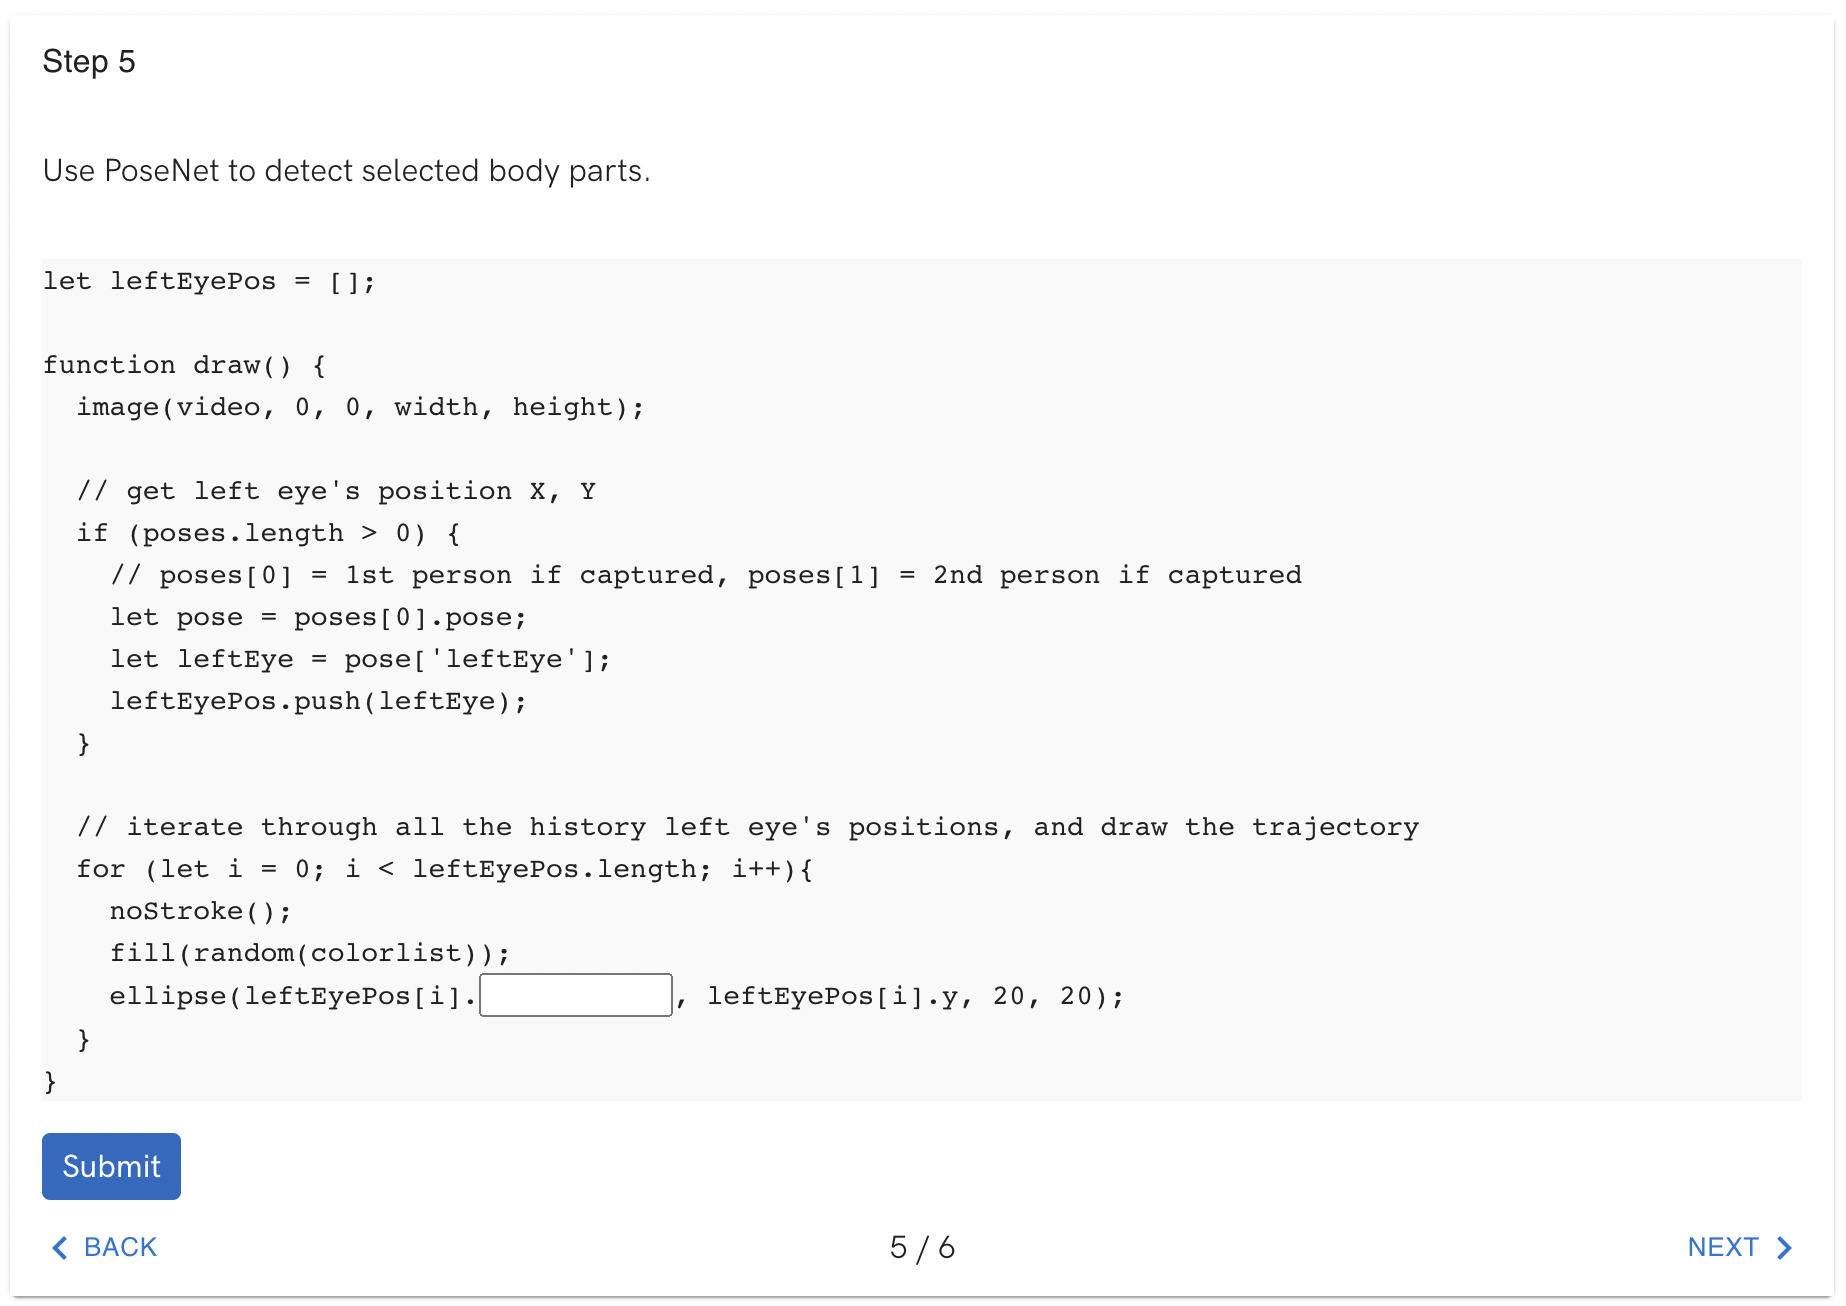 Step 5
Use PoseNet to detect selected body parts.
let leftEyePos = [];
function draw() {
image(video, 0, 0, width, height);
// get left eye's position X, Y
if (poses.length > 0) {
// poses[0] = 1st person if captured, poses[1] = 2nd person if captured
let pose = poses[0].pose;
let leftEye = pose['leftEye'];
leftEyePos.push(leftEye);
}
// iterate through all the history left eye's positions, and draw the trajectory
for (let i = 0; i < leftEyePos.length; i++){
noStroke();
fill(random(colorlist));
ellipse(leftEyePos[i]. , leftEyePos[i].y, 20, 20);
}
}
Submit
BACK 5 / 6 NEXT